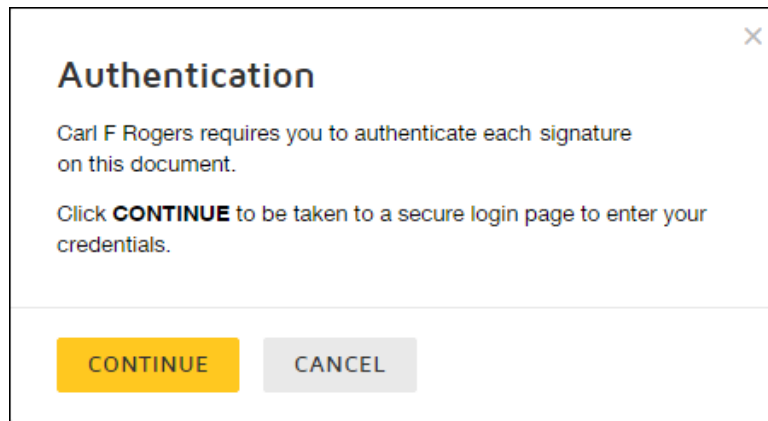 Authentication
Carl F Rogers requires you to authenticate each signature
on this document.
Click CONTINUE to be taken to a secure login page to enter your
credentials.
CONTINUE CANCEL